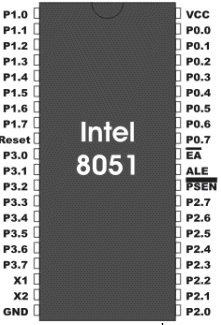 P1.0 VCC
P1.1 P0.0
P1.2 P0.1
P1.3 P0.2
P1.4 P0.3
P1.5 P0.4
P1.6 P0.5
P1.7 P0.6
Reset P0.7
P3.0 EA
P3.1 ALE
P3.2 PSEN
P3.3 P2.7
P3.4 P2.6
P3.5 P2.5
P3.6 P2.4
P3.7 P2.3
X1 P2.2
X2 P2.1
GND P2.0
Intel
8051